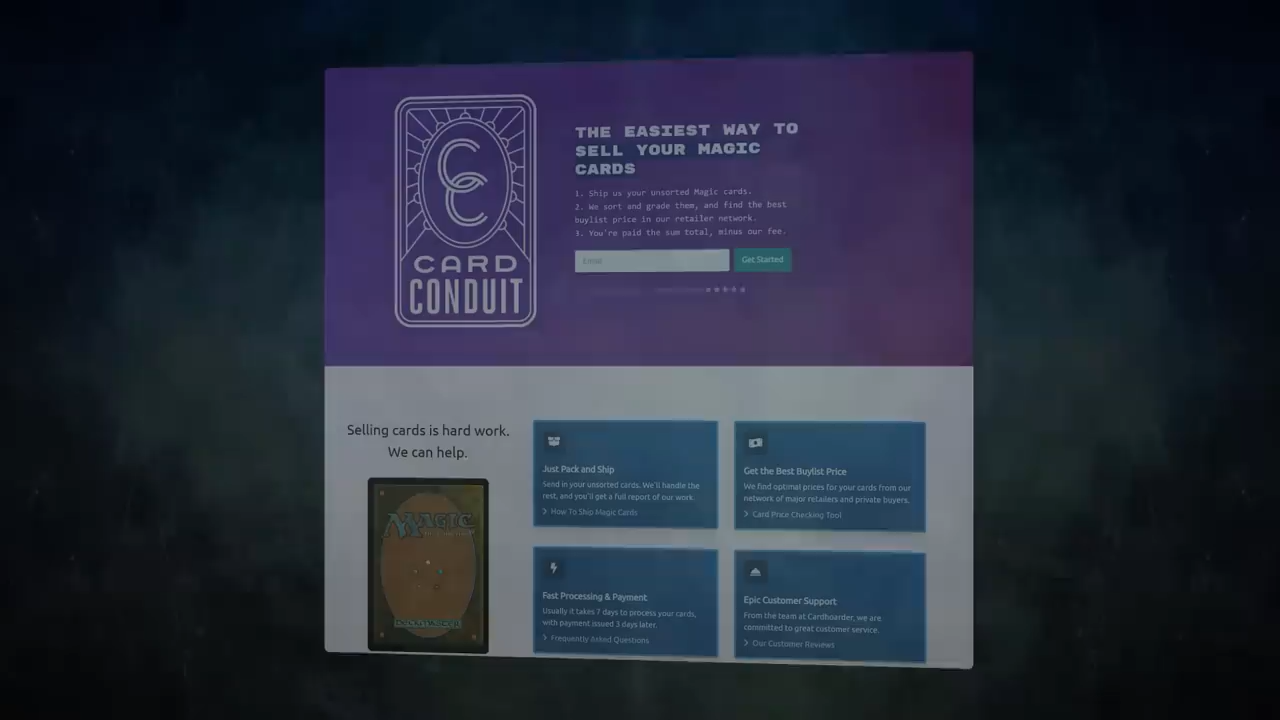 CC
CARD
CONDUIT
THE EASIEST WAY TO
SELL YOUR MAGIC
CARDS
1. Ship us your unsorted Magic cards.
2. We sort and grade them, and find the best
buylist price in our retailer network.
3. You're paid the sum total, minus our fee.
Email
Get Started
Selling cards is hard work.
We can help.
MAGIC
DECKMASTER
Just Pack and Ship
Send in your unsorted cards. We'll handle the
rest, and you'll get a full report of our work.
How To Ship Magic Cards
Get the Best Buylist Price
We find optimal prices for your cards from our
network of major retailers and private buyers.
Card Price Checking Tool
Fast Processing & Payment
Usually it takes 7 days to process your cards,
with payment issued 3 days later.
Frequently Asked Questions
Epic Customer Support
From the team at Cardboarder, we are
committed to great customer service.
Our Customer Reviews